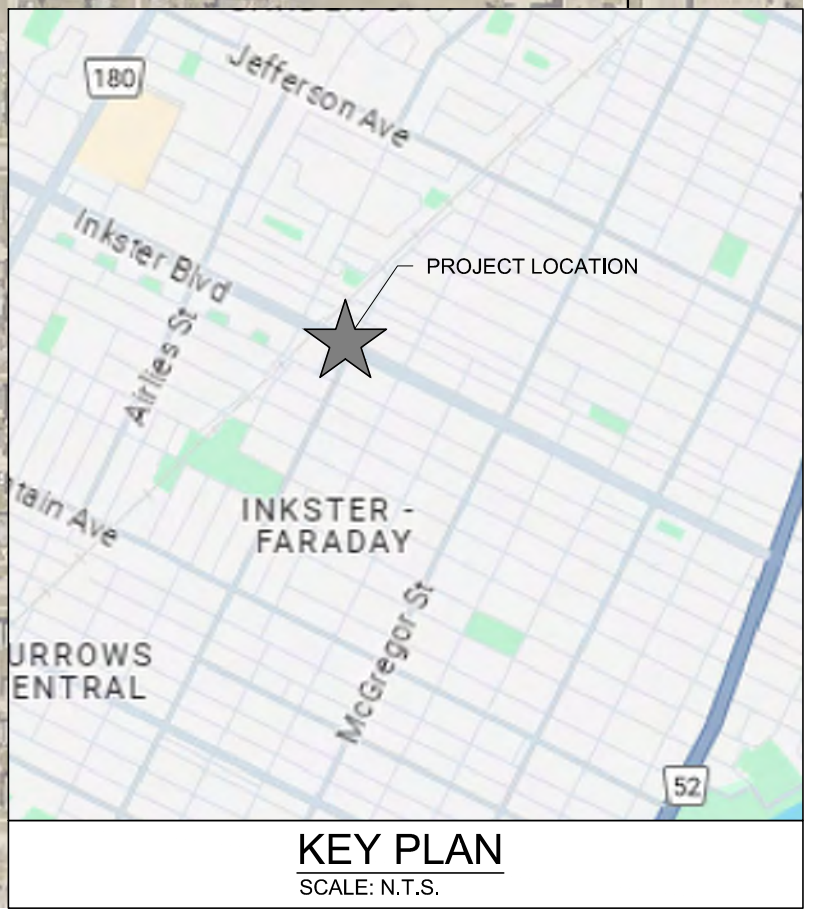 180
Jefferson Ave
Inkster Blvd
PROJECT LOCATION
Airlies St
INKSTER -
FARADAY
ntain Ave
McGregor St
URROWS
ENTRAL
52
KEY PLAN
SCALE: N.T.S.